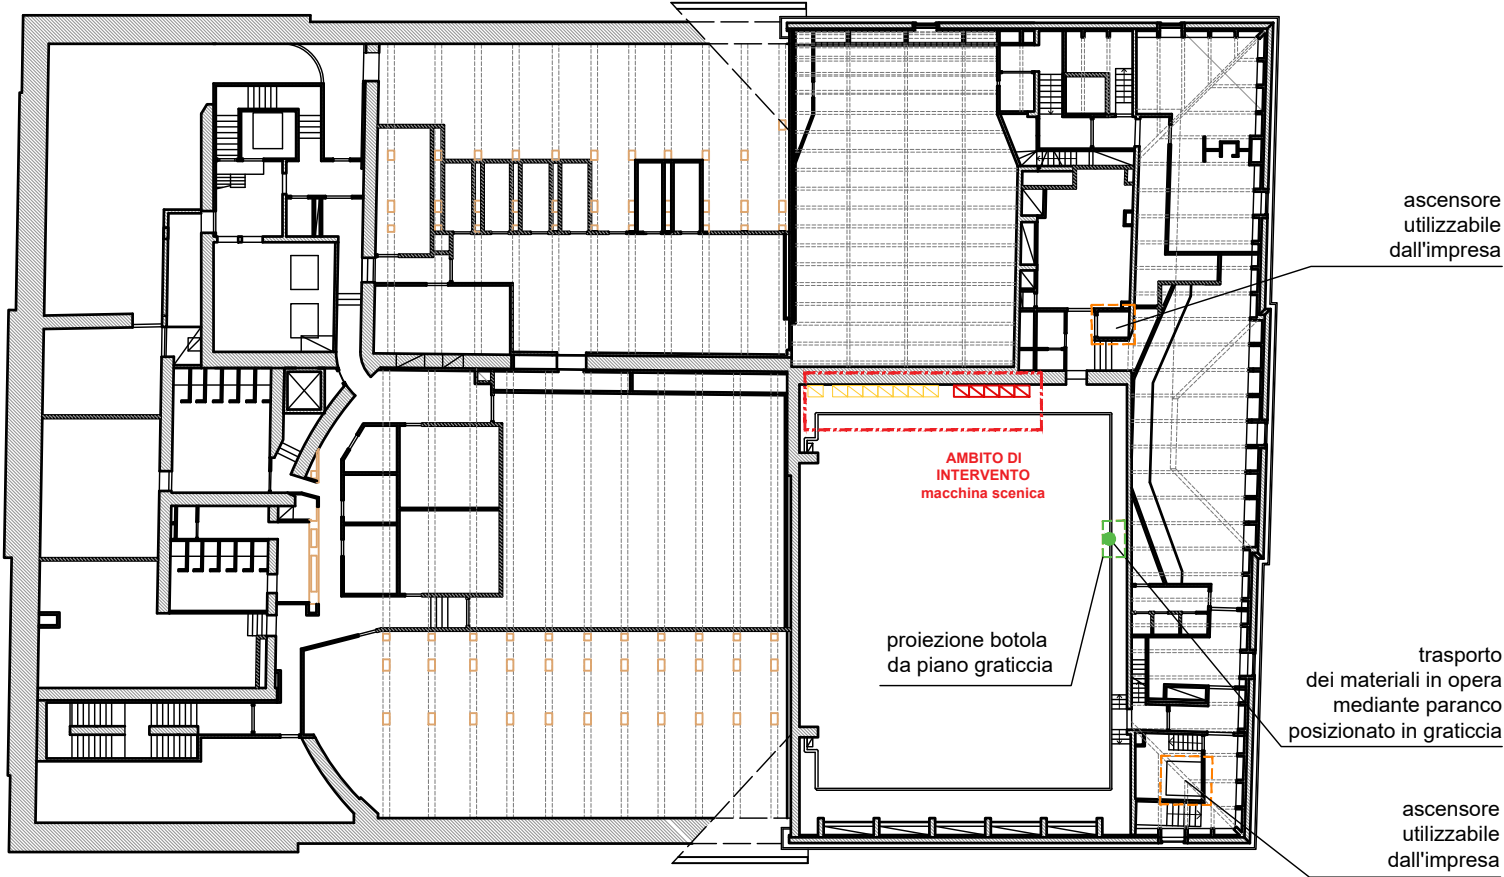 ascensore
utilizzabile
dall'impresa
AMBITO DI
INTERVENTO
macchina scenica
proiezione botola
da piano graticcia
trasporto
dei materiali in opera
mediante paranco
posizionato in graticcia
ascensore
utilizzabile
dall'impresa